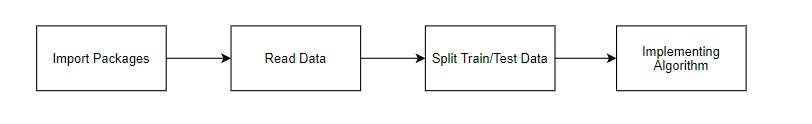 Import Packages
Read Data
Split Train/Test Data
Implementing
Algorithm